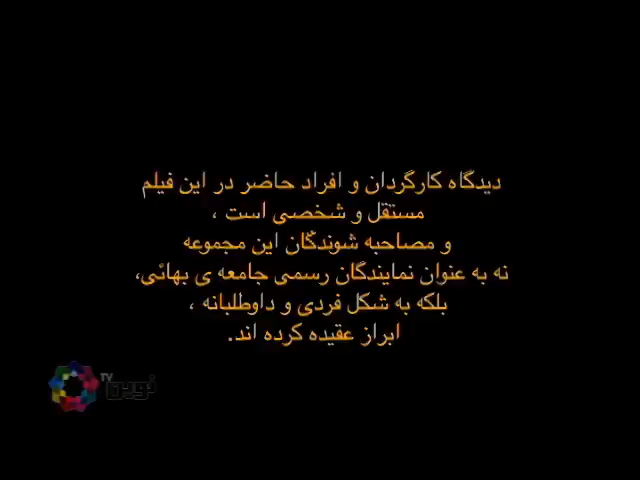 دیدگاه کارگردان و افراد حاضر در این فیلم
مستقل و شخصی است ،
و مصاحبه شوندگان این مجموعه
نه به عنوان نمایندگان رسمی جامعه ی بهائی،
بلکه به شکل فردی و داوطلبانه ،
ابراز عقیده کرده اند.
نوین TV